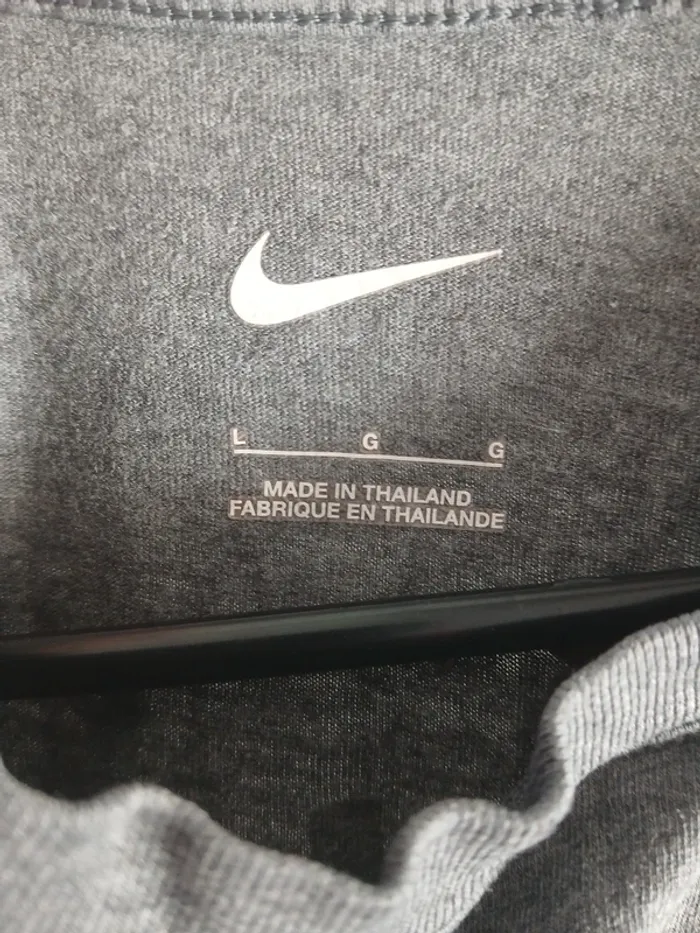 L G G
MADE IN THAILAND
FABRIQUE EN THAILANDE